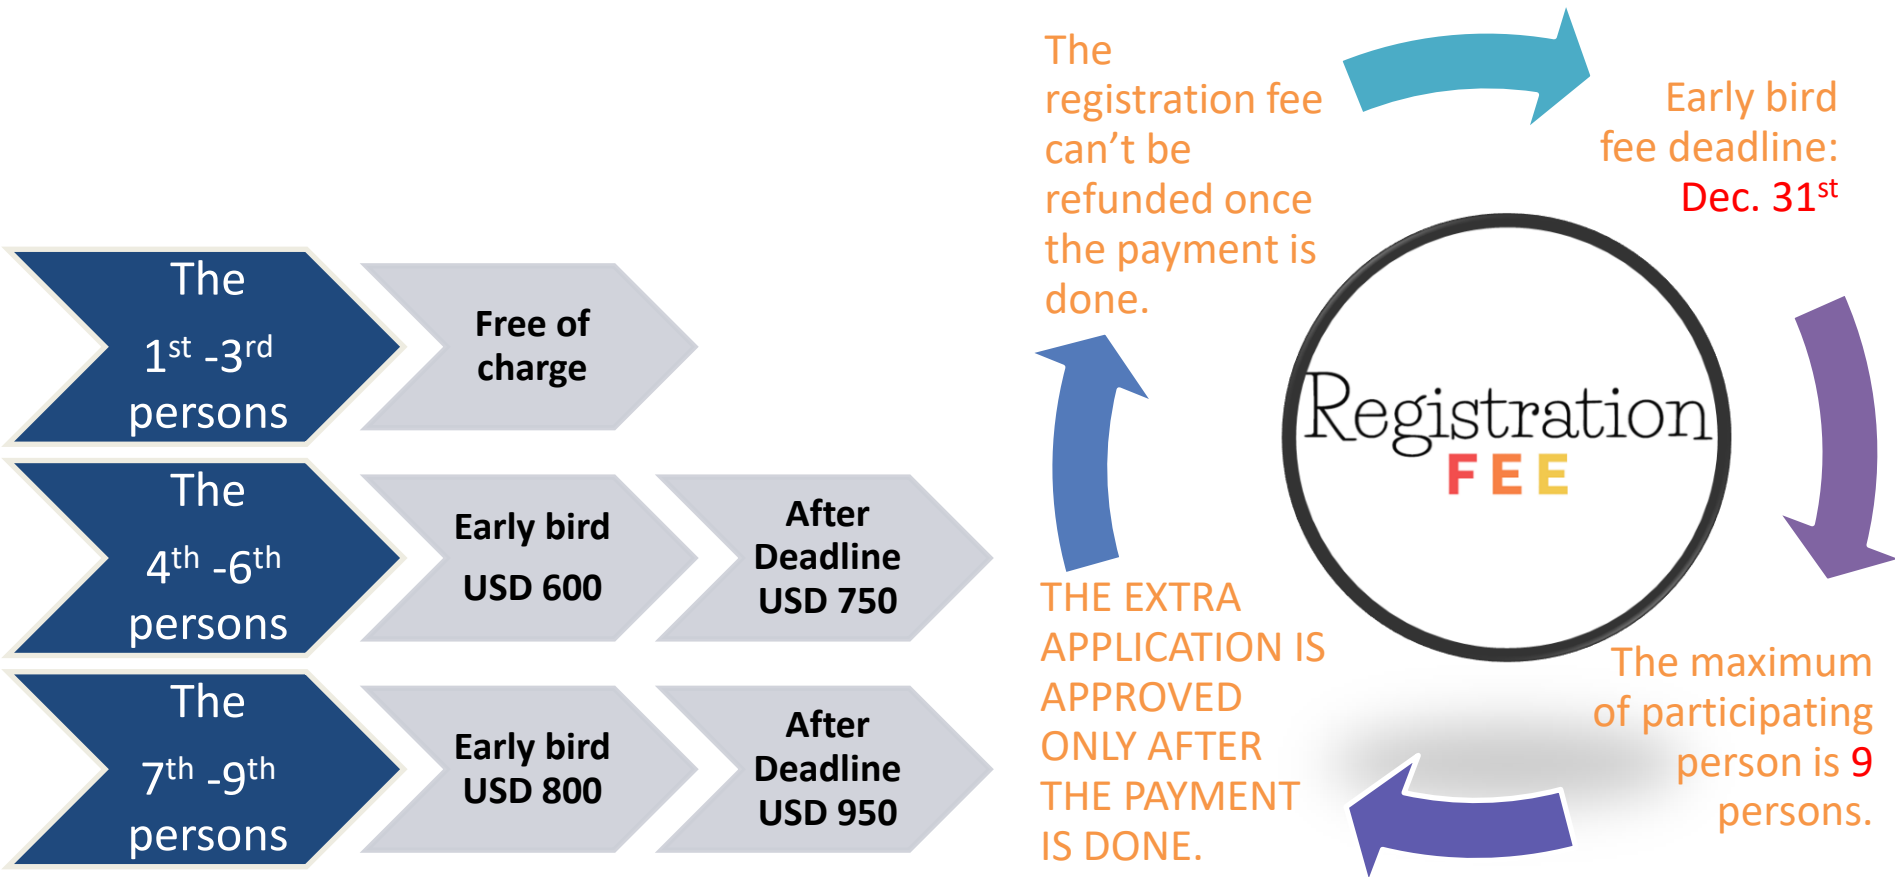 The
1st -3rd
persons
Free of
charge
The
4th -6th
persons
Early bird
USD 600
After
Deadline
USD 750
The
7th -9th
persons
Early bird
USD 800
After
Deadline
USD 950
The
registration fee
can’t be
refunded once
the payment is
done.
Early bird
fee deadline:
Dec. 31st
Registration
FEE
The maximum
of participating
person is 9
persons.
THE EXTRA
APPLICATION IS
APPROVED
ONLY AFTER
THE PAYMENT
IS DONE.